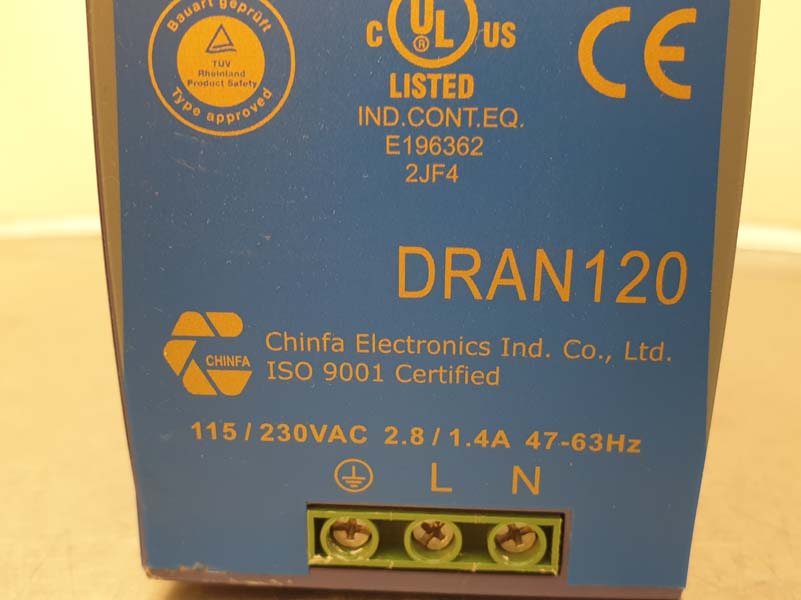 Bauart geprüft
TÜV
Rheinland
Product Safety
Type approved
C UL US
®
LISTED
IND.CONT.EQ.
E196362
2JF4
CE
DRAN120
CHINFA
Chinfa Electronics Ind. Co., Ltd.
ISO 9001 Certified
115 / 230VAC 2.8 / 1.4A 47-63Hz
L N